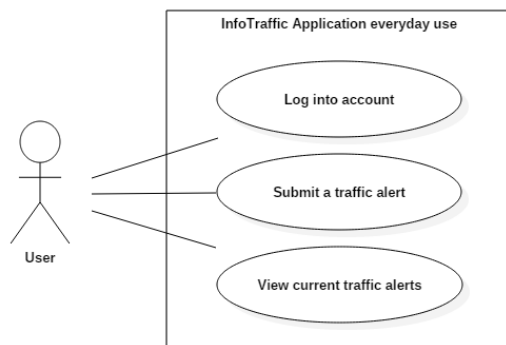 InfoTraffic Application everyday use
Log into account
Submit a traffic alert
User
View current traffic alerts